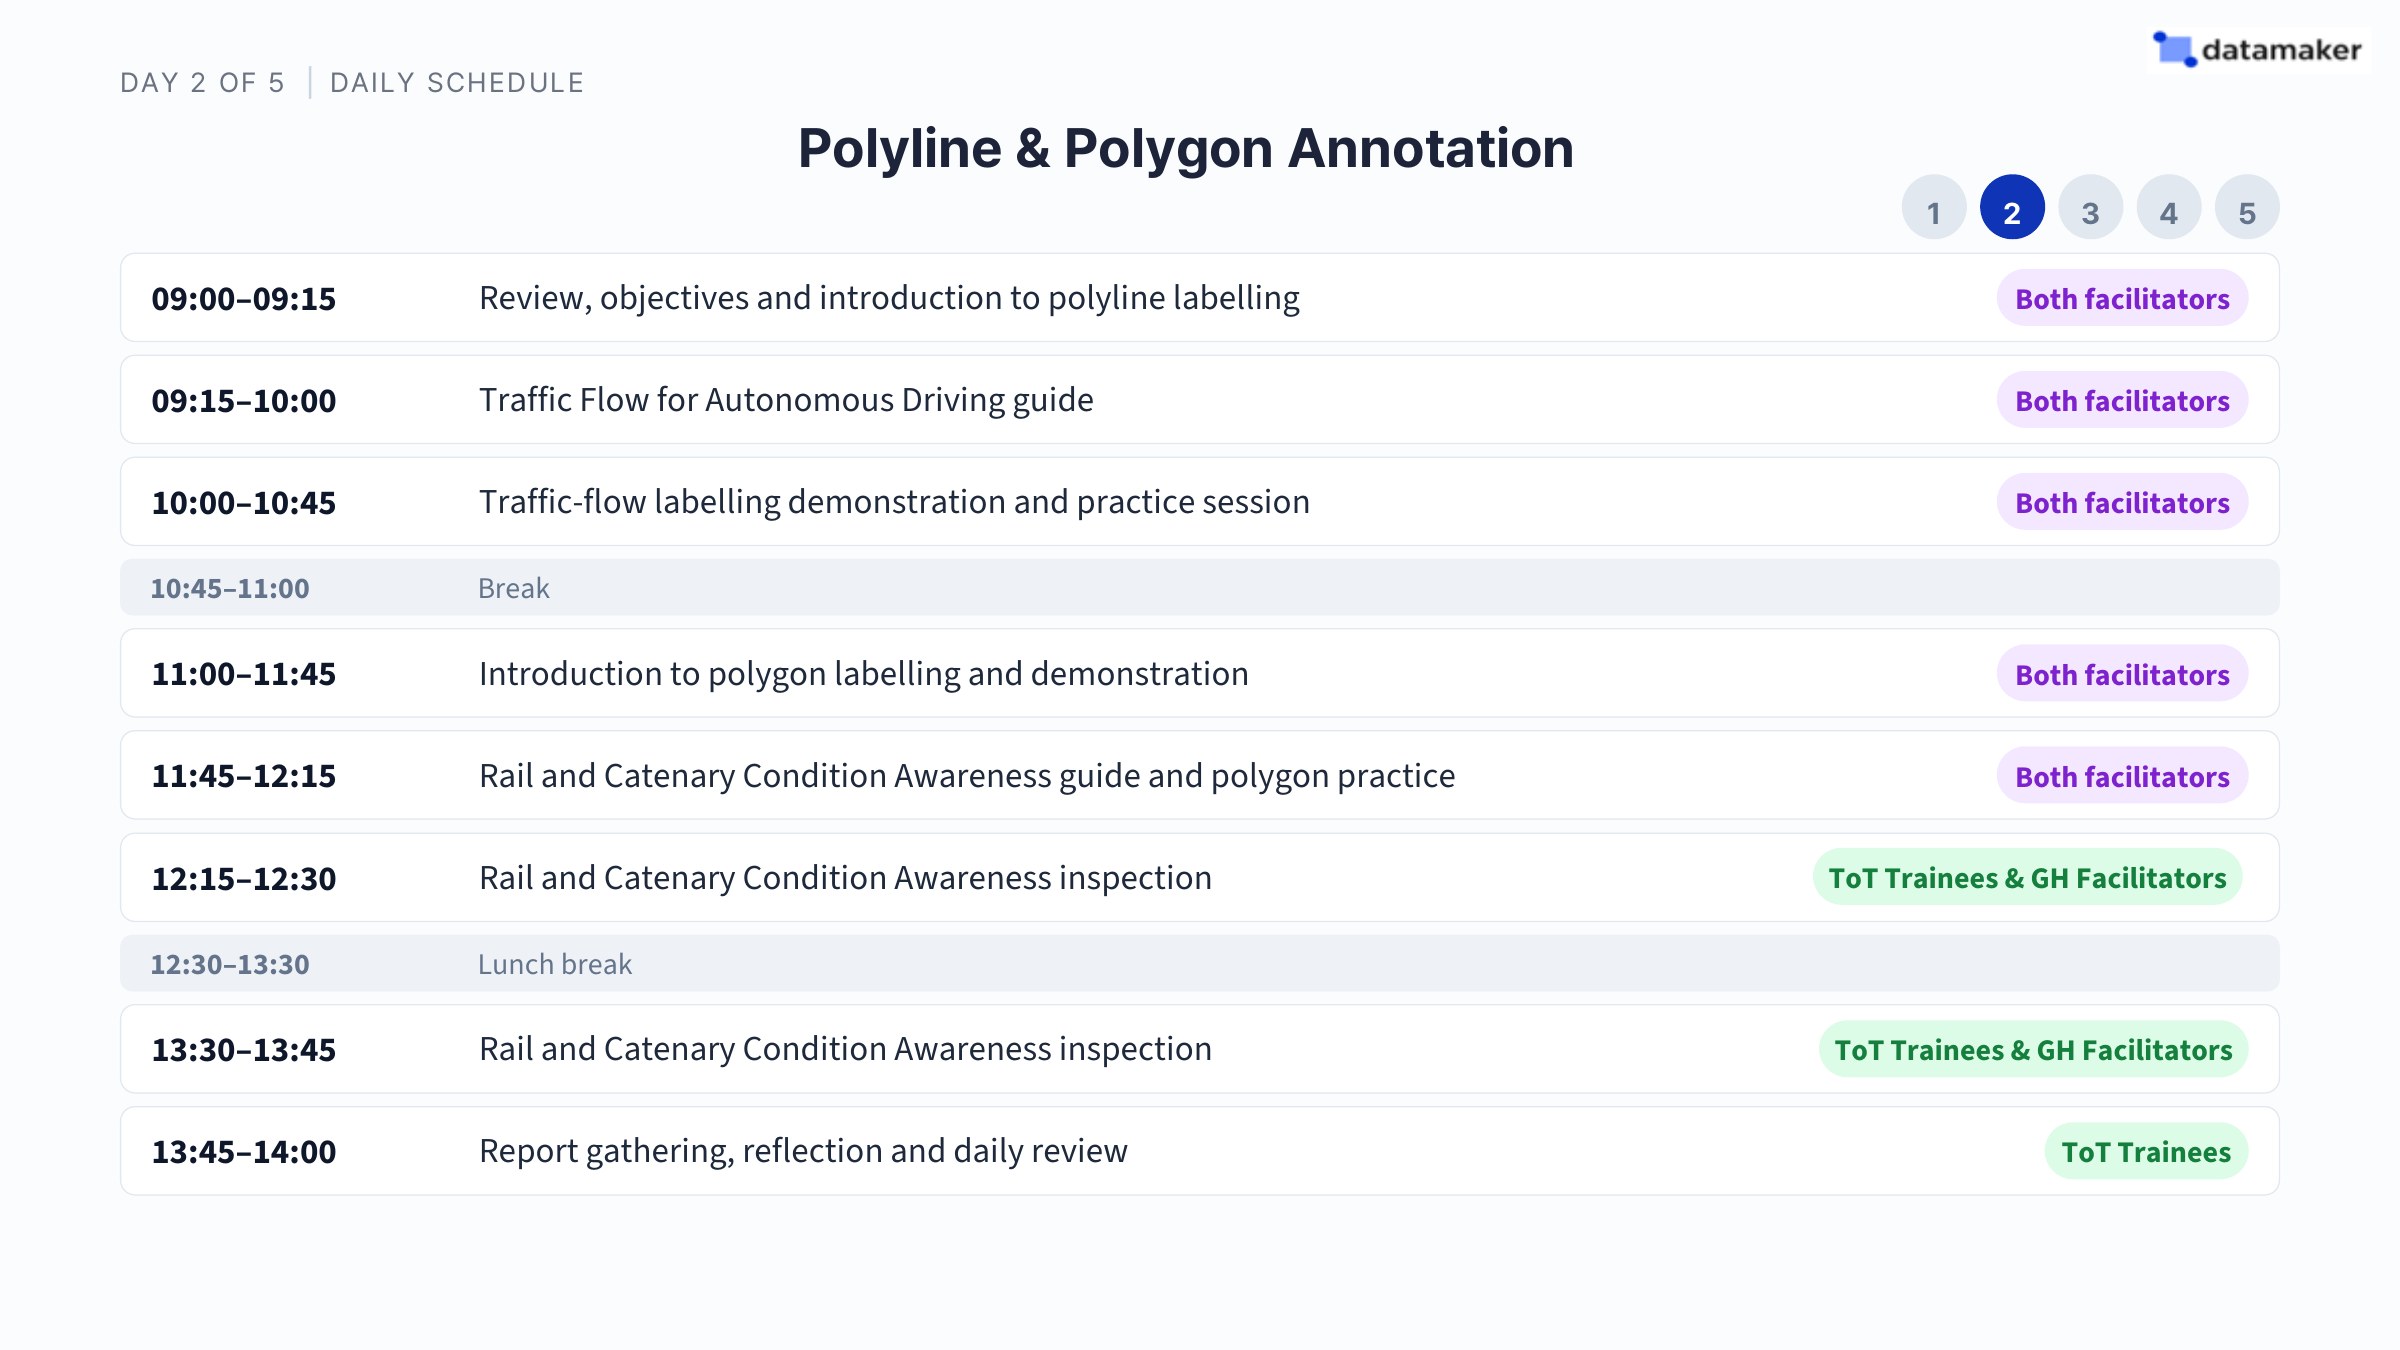 datamaker
DAY 2 OF 5 | DAILY SCHEDULE
Polyline & Polygon Annotation
1 2 3 4 5
09:00–09:15 Review, objectives and introduction to polyline labelling Both facilitators
09:15–10:00 Traffic Flow for Autonomous Driving guide Both facilitators
10:00–10:45 Traffic-flow labelling demonstration and practice session Both facilitators
10:45–11:00 Break
11:00–11:45 Introduction to polygon labelling and demonstration Both facilitators
11:45–12:15 Rail and Catenary Condition Awareness guide and polygon practice Both facilitators
12:15–12:30 Rail and Catenary Condition Awareness inspection ToT Trainees & GH Facilitators
12:30–13:30 Lunch break
13:30–13:45 Rail and Catenary Condition Awareness inspection ToT Trainees & GH Facilitators
13:45–14:00 Report gathering, reflection and daily review ToT Trainees